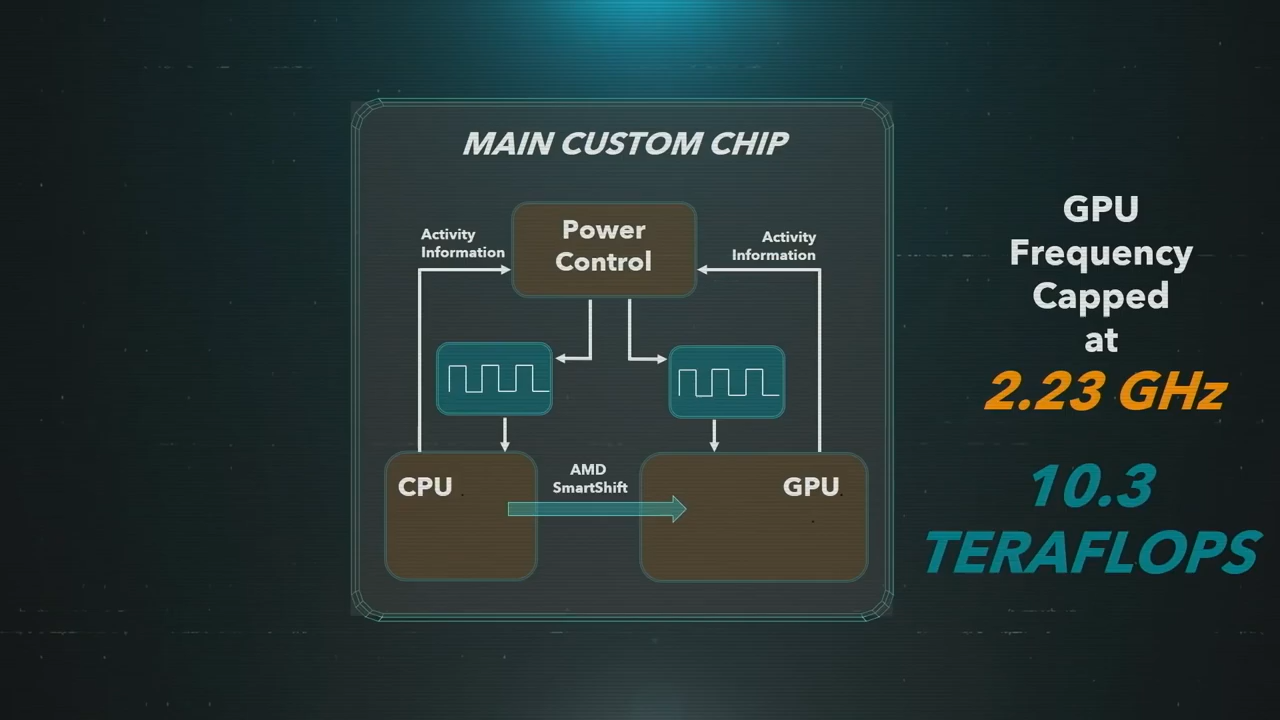 MAIN CUSTOM CHIP
Power
Control
Activity
Information
Activity
Information
CPU
AMD
SmartShift
GPU
GPU
Frequency
Capped
at
2.23 GHz
10.3
TERAFLOPS